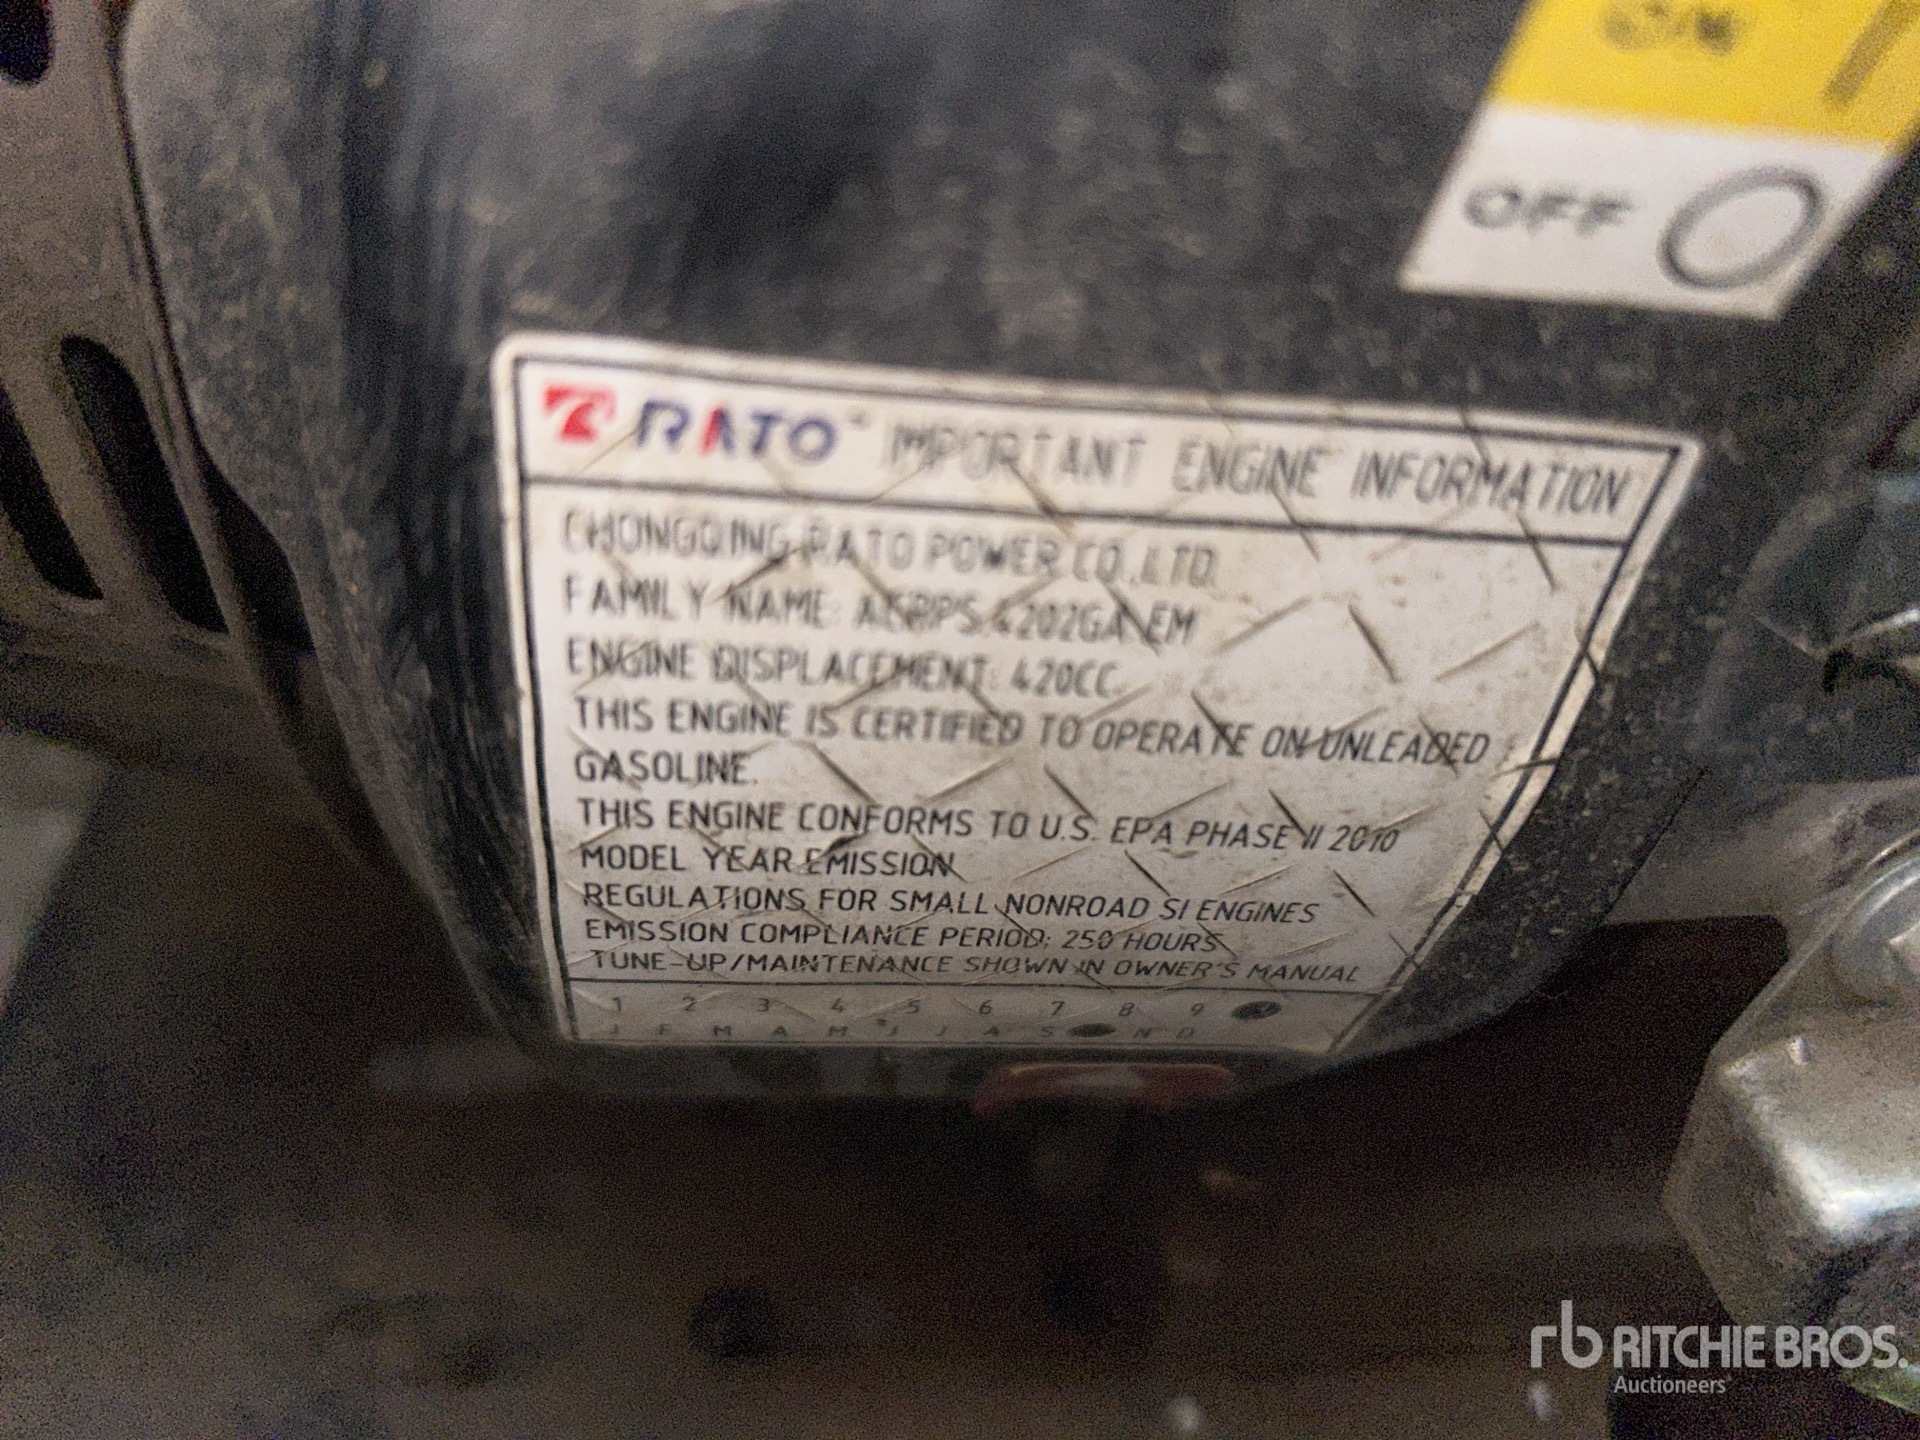 OFF
RATO IMPORTANT ENGINE INFORMATION
CHONGQING RATO POWER CO.,LTD.
FAMILY NAME: .4202GA EM
ENGINE DISPLACEMENT: 420CC.
THIS ENGINE IS CERTIFIED TO OPERATE ON UNLEADED
GASOLINE.
THIS ENGINE CONFORMS TO U.S. EPA PHASE II 2010
MODEL YEAR EMISSION
REGULATIONS FOR SMALL NONROAD SI ENGINES
EMISSION COMPLIANCE PERIOD: 250 HOURS
TUNE-UP/MAINTENANCE SHOWN IN OWNER'S MANUAL
1 2 3 4 5 6 7 8 9
J F M A M J J A S N D
rb RITCHIE BROS.
Auctioneers